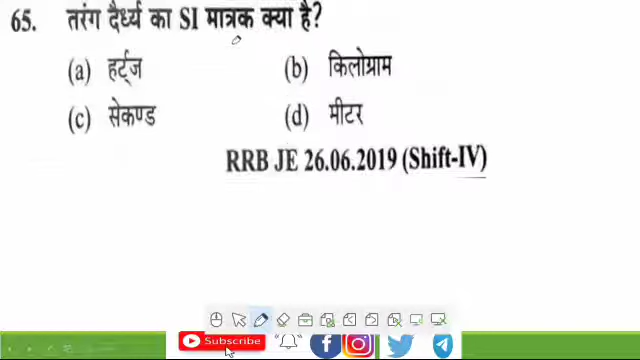 65. तरंग दैर्ध्य का SI मात्रक क्या है?
(a) हर्ट्ज (b) किलोग्राम
(c) सेकण्ड (d) मीटर
RRB JE 26.06.2019 (Shift-IV)
Subscribe